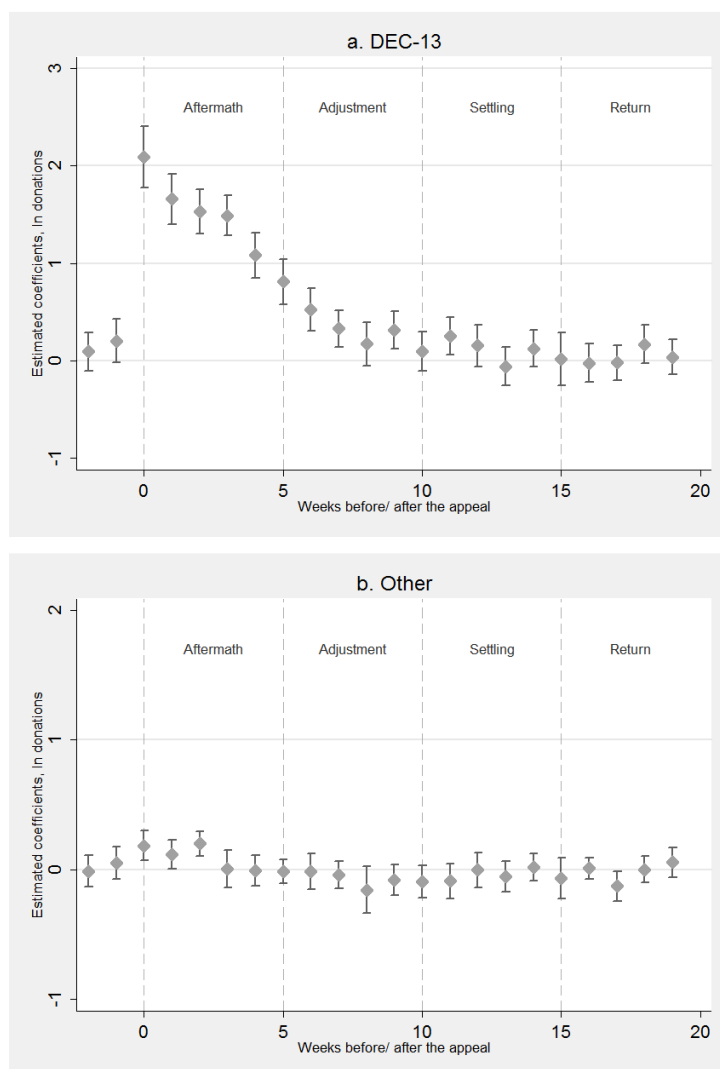 a. DEC-13
3
Aftermath Adjustment Settling Return
2
1
0
-1
Estimated coefficients, ln donations
0 5 10 15 20
Weeks before/ after the appeal
b. Other
2
Aftermath Adjustment Settling Return
1
0
-1
Estimated coefficients, ln donations
0 5 10 15 20
Weeks before/ after the appeal